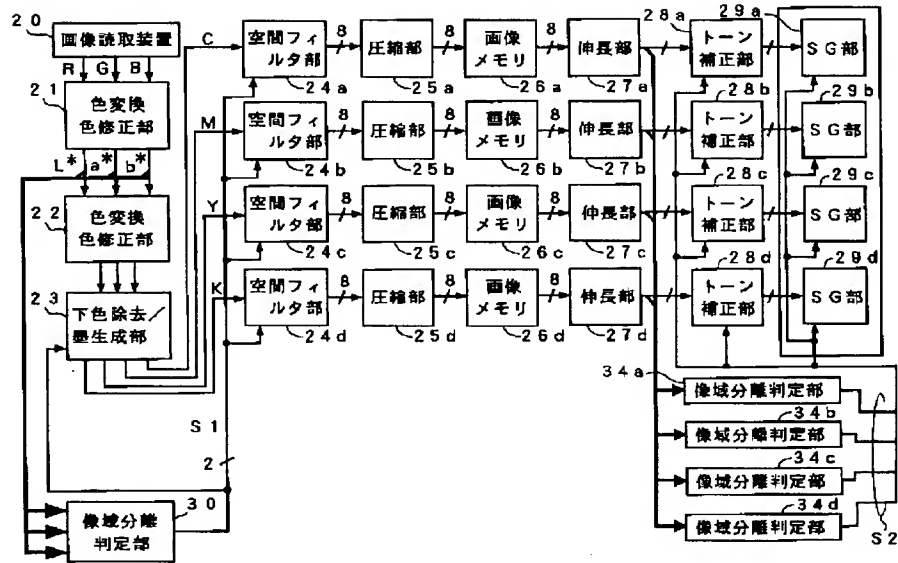 20
画像読取装置
R G B
21
色変換
色修正部
L* a* b*
22
色変換
色修正部
23
下色除去/
墨生成部
C
M
Y
K
S1
2
30
像域分離
判定部
空間フィ
ルタ部
24a
8
圧縮部
25a
8
画像
メモリ
26a
8
伸長部
27a
28a
トーン
補正部
29a
SG部
空間フィ
ルタ部
24b
8
圧縮部
25b
8
画像
メモリ
26b
8
伸長部
27b
28b
トーン
補正部
29b
SG部
空間フィ
ルタ部
24c
8
圧縮部
25c
8
画像
メモリ
26c
8
伸長部
27c
28c
トーン
補正部
29c
SG部
空間フィ
ルタ部
24d
8
圧縮部
25d
8
画像
メモリ
26d
8
伸長部
27d
28d
トーン
補正部
29d
SG部
34a
像域分離判定部
34b
像域分離判定部
34c
像域分離判定部
34d
像域分離判定部
S2